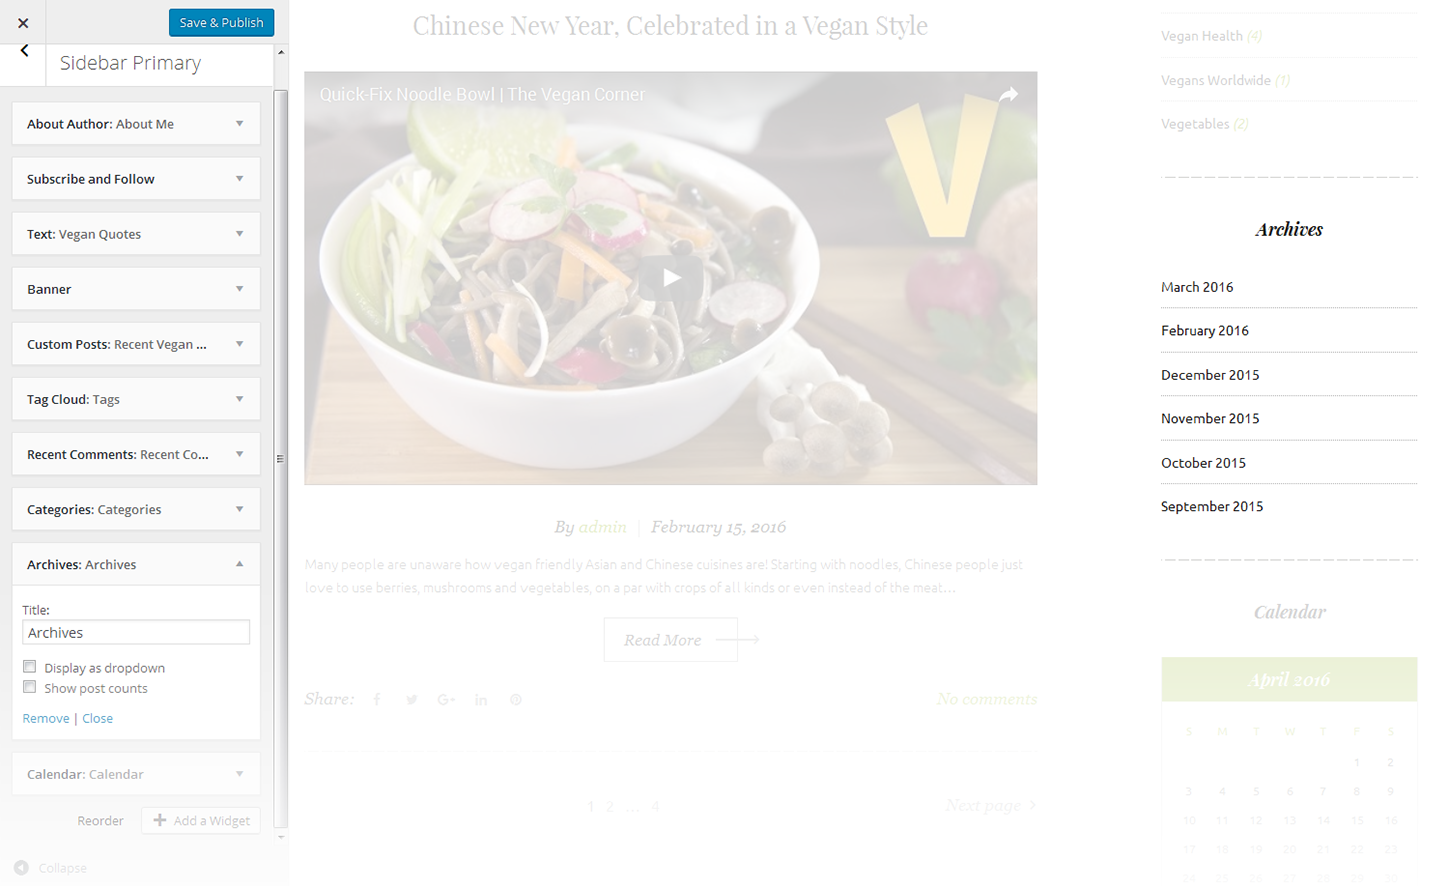 Save & Publish
Sidebar Primary
About Author: About Me
Subscribe and Follow
Text: Vegan Quotes
Banner
Custom Posts: Recent Vegan ...
Tag Cloud: Tags
Recent Comments: Recent Co...
Categories: Categories
Archives: Archives
Title:
Archives
Display as dropdown
Show post counts
Remove | Close
Calendar: Calendar
Reorder
Add a Widget
Collapse
Chinese New Year, Celebrated in a Vegan Style
Quick-Fix Noodle Bowl | The Vegan Corner
V
By admin | February 15, 2016
Many people are unaware how vegan friendly Asian and Chinese cuisines are! Starting with noodles, Chinese people just
love to use berries, mushrooms and vegetables, on a par with crops of all kinds or even instead of the meat...
Read More
Share:
No comments
1 2 ... 4
Next page
Vegan Health (4)
Vegans Worldwide (1)
Vegetables (2)
Archives
March 2016
February 2016
December 2015
November 2015
October 2015
September 2015
Calendar
April 2016
S M T W T F S
1 2
3 4 5 6 7 8 9
10 11 12 13 14 15 16
17 18 19 20 21 22 23
24 25 26 27 28 29 30